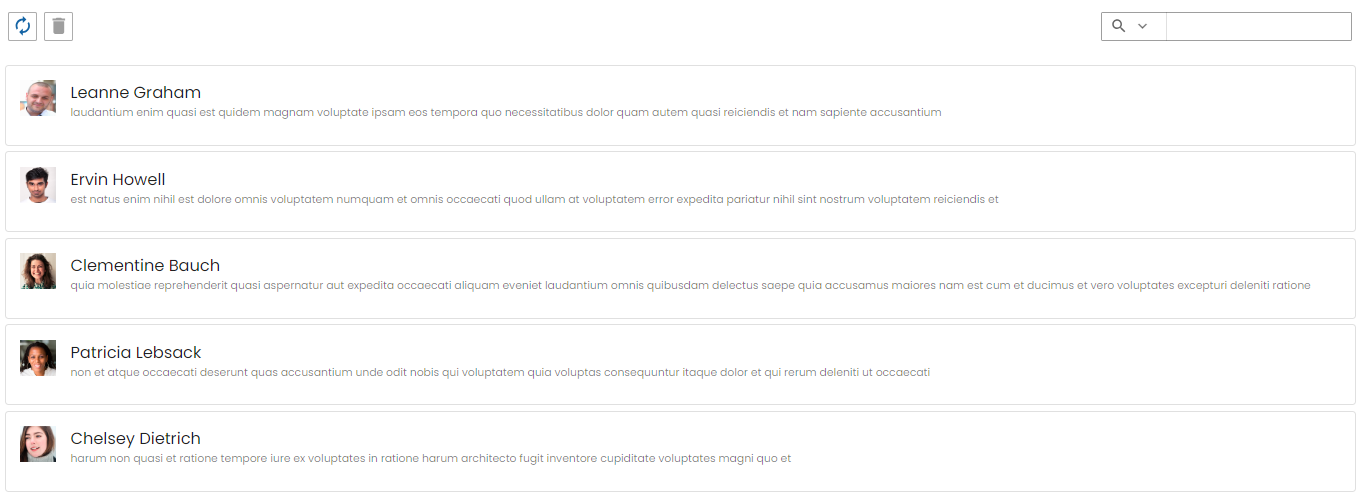 Leanne Graham
laudantium enim quasi est quidem magnam voluptate ipsam eos tempora quo necessitatibus dolor quam autem quasi reiciendis et nam sapiente accusantium
Ervin Howell
est natus enim nihil est dolore omnis voluptatem numquam et omnis occaecati quod ullam at voluptatem error expedita pariatur nihil sint nostrum voluptatem reiciendis et
Clementine Bauch
quia molestiae reprehenderit quasi aspernatur aut expedita occaecati aliquam eveniet laudantium omnis quibusdam delectus saepe quia accusamus maiores nam est cum et ducimus et vero voluptates excepturi deleniti ratione
Patricia Lebsack
non et atque occaecati deserunt quas accusantium unde odit nobis qui voluptatem quia voluptas consequuntur itaque dolor et qui rerum deleniti ut occaecati
Chelsey Dietrich
harum non quasi et ratione tempore iure ex voluptates in ratione harum architecto fugit inventore cupiditate voluptates magni quo et